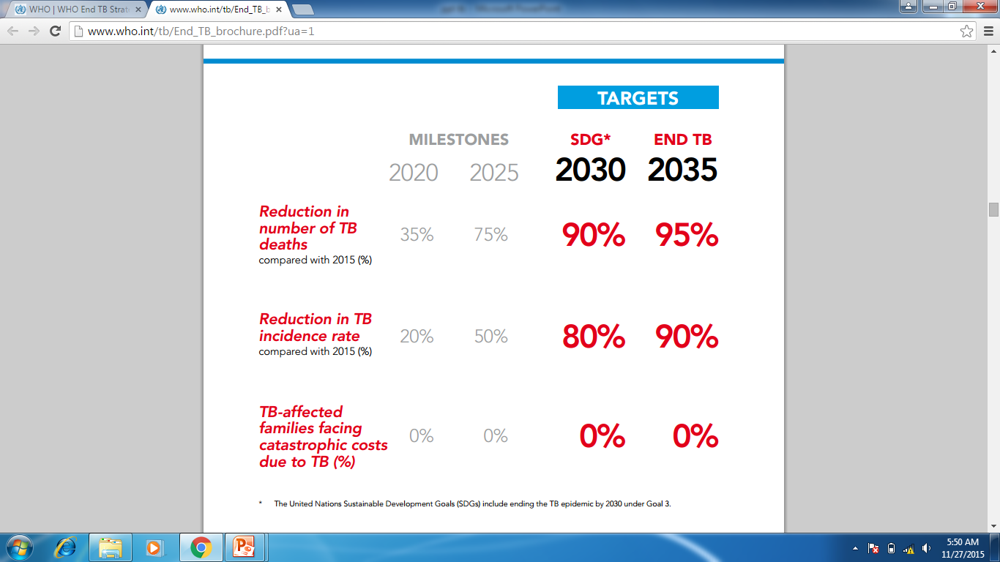 WHO | WHO End TB Strat
www.who.int/tb/End_TB_b
www.who.int/tb/End_TB_brochure.pdf?ua=1
TARGETS
MILESTONES SDG* END TB
2020 2025 2030 2035
Reduction in
number of TB
deaths
compared with 2015 (%)
35% 75% 90% 95%
Reduction in TB
incidence rate
compared with 2015 (%)
20% 50% 80% 90%
TB-affected
families facing
catastrophic costs
due to TB (%)
0% 0% 0% 0%
* The United Nations Sustainable Development Goals (SDGs) include ending the TB epidemic by 2030 under Goal 3.
5:50 AM
11/27/2015